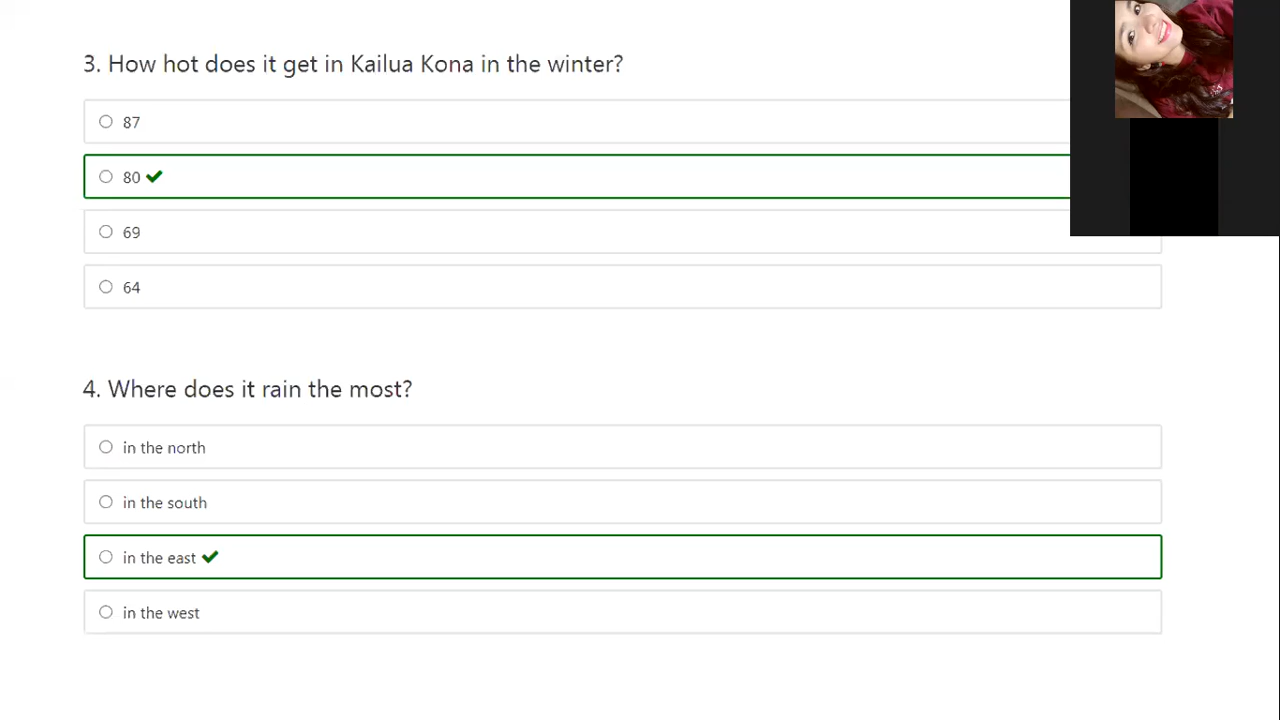 3. How hot does it get in Kailua Kona in the winter?
87
80
69
64
4. Where does it rain the most?
in the north
in the south
in the east
in the west